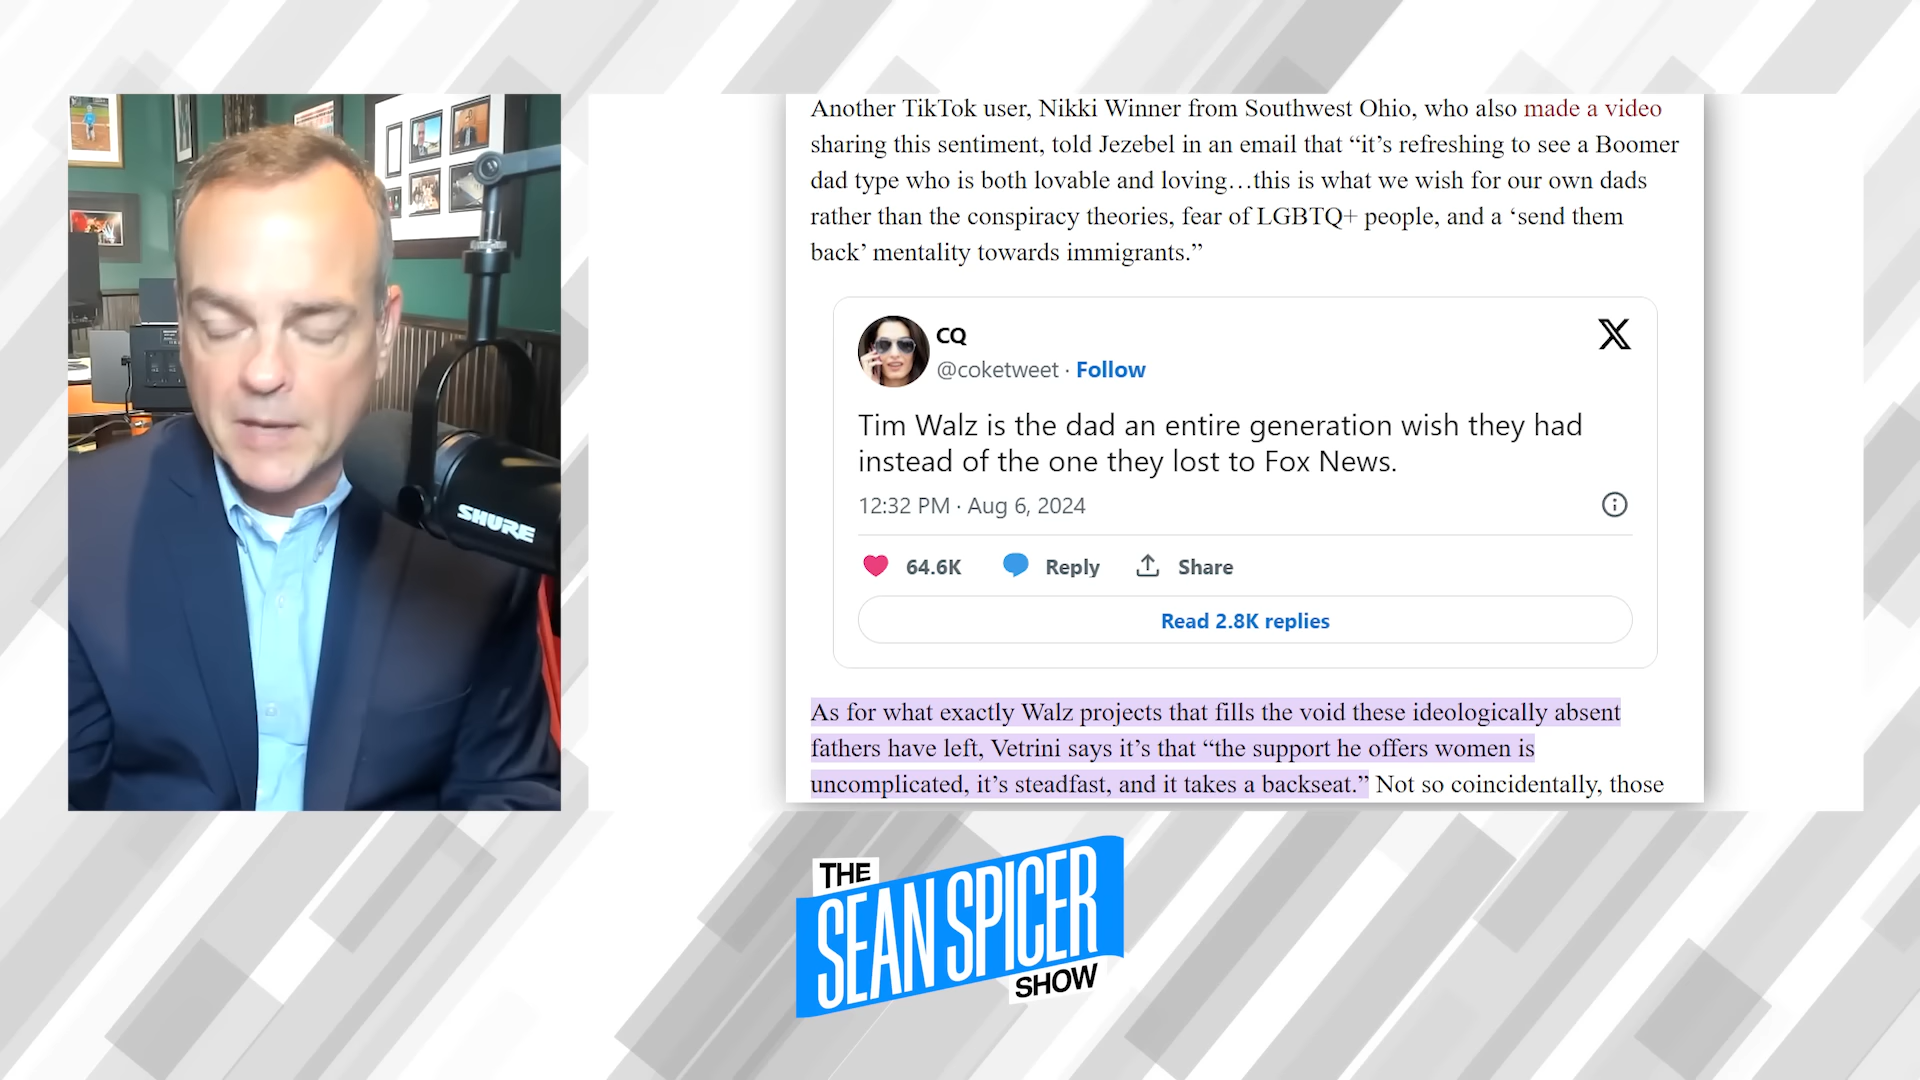 Another TikTok user, Nikki Winner from Southwest Ohio, who also made a video
sharing this sentiment, told Jezebel in an email that “it’s refreshing to see a Boomer
dad type who is both lovable and loving…this is what we wish for our own dads
rather than the conspiracy theories, fear of LGBTQ+ people, and a ‘send them
back’ mentality towards immigrants.”
CQ
@coketweet · Follow
Tim Walz is the dad an entire generation wish they had
instead of the one they lost to Fox News.
12:32 PM · Aug 6, 2024
64.6K Reply Share
Read 2.8K replies
As for what exactly Walz projects that fills the void these ideologically absent
fathers have left, Vetrini says it’s that “the support he offers women is
uncomplicated, it’s steadfast, and it takes a backseat.” Not so coincidentally, those
SHURE
THE
SEAN SPICER
SHOW